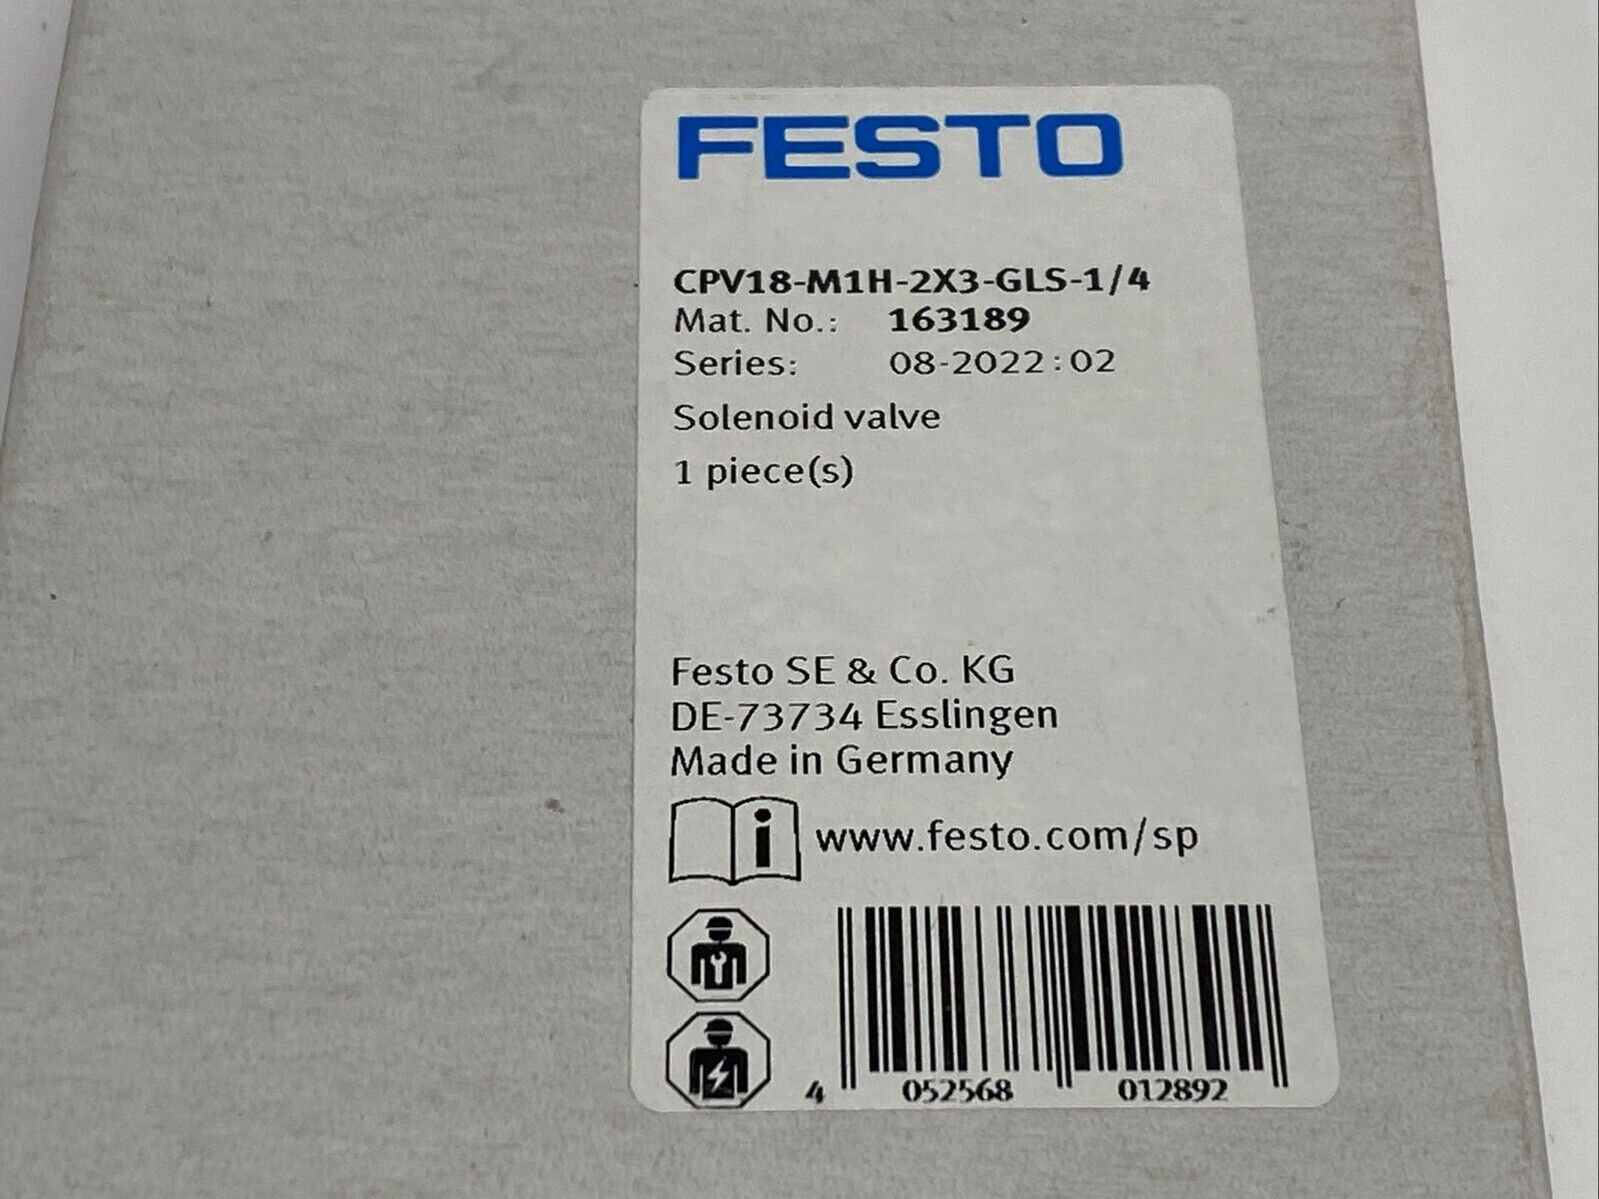 FESTO
CPV18-M1H-2X3-GLS-1/4
Mat. No.: 163189
Series: 08-2022:02
Solenoid valve
1 piece(s)
Festo SE & Co. KG
DE-73734 Esslingen
Made in Germany
i www.festo.com/sp
4 052568 012892